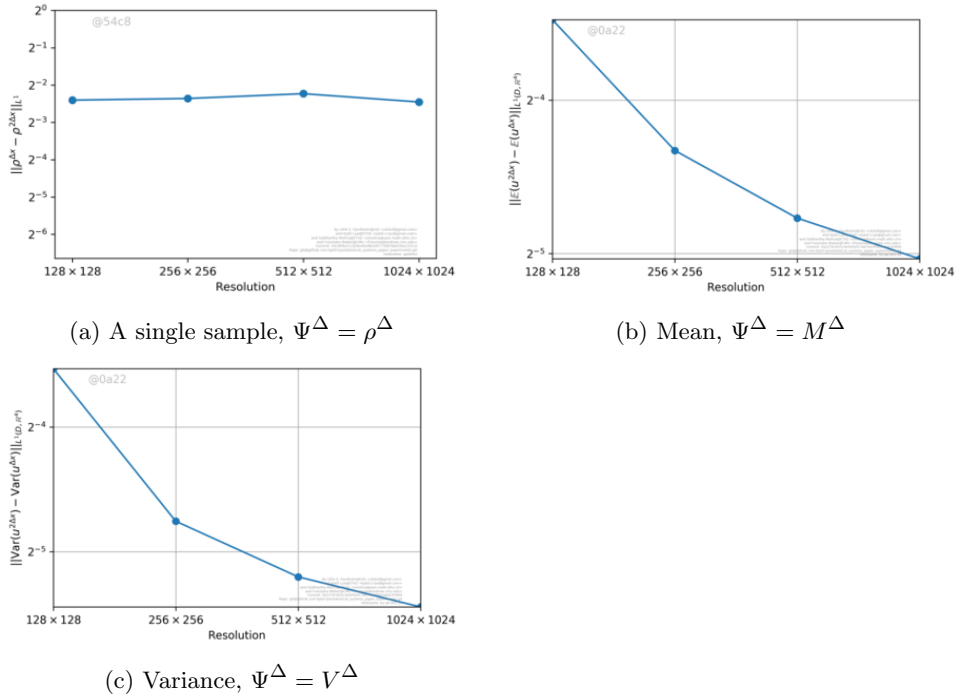 @54c8
2^0
2^-1
2^-2
2^-3
2^-4
2^-5
2^-6
||ρ^Δx − ρ^2Δx||_L^1
128 × 128 256 × 256 512 × 512 1024 × 1024
Resolution
(a) A single sample, Ψ^Δ = ρ^Δ
@0a22
2^-4
2^-5
||𝔼(u^2Δx) − 𝔼(u^Δx)||_L^1(D, ℝ^4)
128 × 128 256 × 256 512 × 512 1024 × 1024
Resolution
(b) Mean, Ψ^Δ = M^Δ
@0a22
2^-4
2^-5
||Var(u^2Δx) − Var(u^Δx)||_L^1(D, ℝ^4)
128 × 128 256 × 256 512 × 512 1024 × 1024
Resolution
(c) Variance, Ψ^Δ = V^Δ